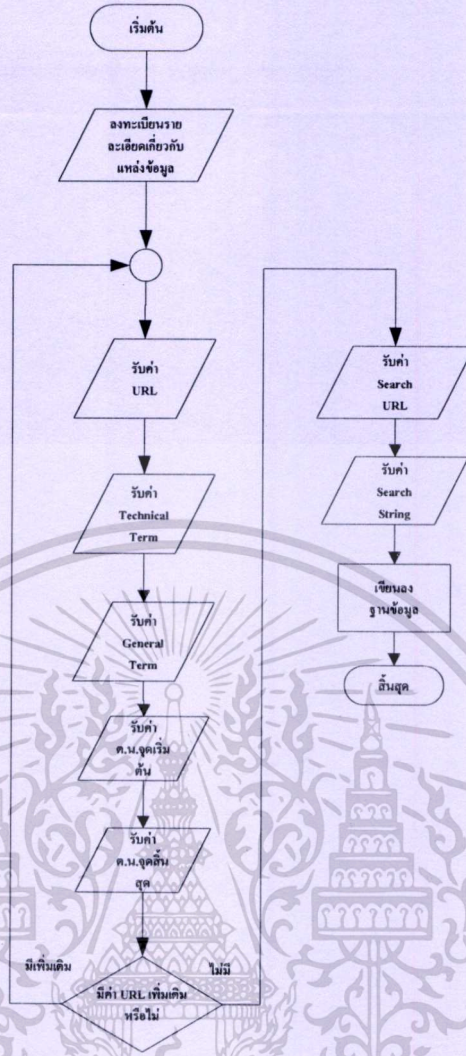 เริ่มต้น
ลงทะเบียนราย
ละเอียดเกี่ยวกับ
แหล่งข้อมูล
รับค่า
URL
รับค่า
Technical
Term
รับค่า
General
Term
รับค่า
ต.น.จุดเริ่ม
ต้น
รับค่า
ต.น.จุดสิ้น
สุด
มีค่า URL เพิ่มเติม
หรือไม่
มีเพิ่มเติม
ไม่มี
รับค่า
Search
URL
รับค่า
Search
String
เขียนลง
ฐานข้อมูล
สิ้นสุด